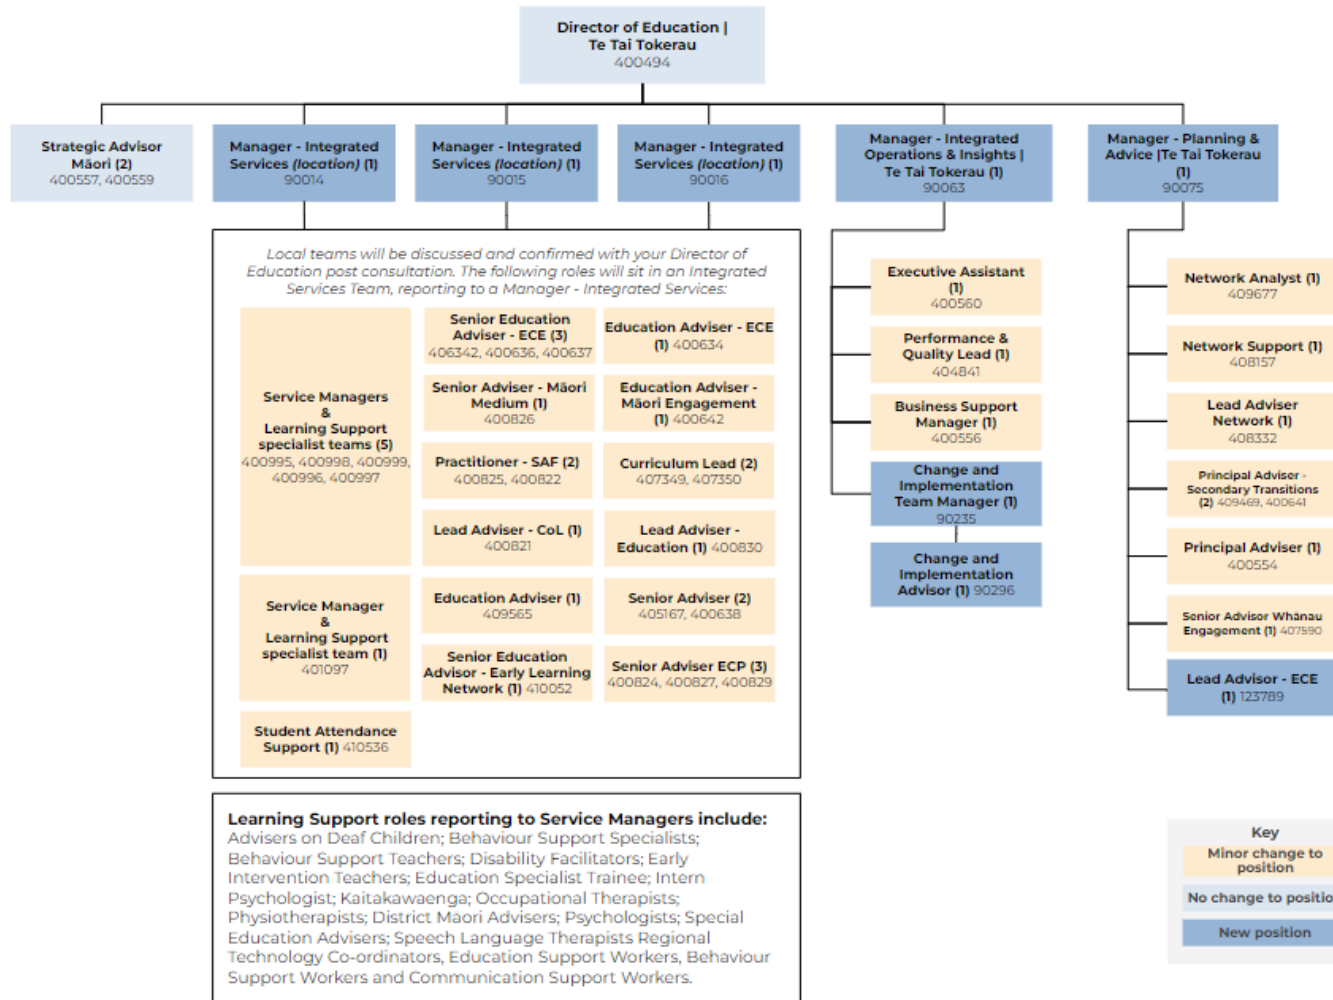 Director of Education |
Te Tai Tokerau
400494
Strategic Advisor
Māori (2)
400557, 400559
Manager - Integrated
Services (location) (1)
90014
Manager - Integrated
Services (location) (1)
90015
Manager - Integrated
Services (location) (1)
90016
Manager - Integrated
Operations & Insights |
Te Tai Tokerau (1)
90063
Manager - Planning &
Advice |Te Tai Tokerau
(1)
90075
Local teams will be discussed and confirmed with your Director of
Education post consultation. The following roles will sit in an Integrated
Services Team, reporting to a Manager - Integrated Services:
Service Managers
&
Learning Support
specialist teams (5)
400995, 400998, 400999,
400996, 400997
Service Manager
&
Learning Support
specialist team (1)
401097
Student Attendance
Support (1) 410536
Senior Education
Adviser - ECE (3)
406342, 400636, 400637
Senior Adviser - Māori
Medium (1)
400826
Practitioner - SAF (2)
400825, 400822
Lead Adviser - CoL (1)
400821
Education Adviser (1)
409565
Senior Education
Advisor - Early Learning
Network (1) 410052
Education Adviser - ECE
(1) 400634
Education Adviser -
Māori Engagement
(1) 400642
Curriculum Lead (2)
407349, 407350
Lead Adviser -
Education (1) 400830
Senior Adviser (2)
405167, 400638
Senior Adviser ECP (3)
400824, 400827, 400829
Executive Assistant
(1)
400560
Performance &
Quality Lead (1)
404841
Business Support
Manager (1)
400556
Change and
Implementation
Team Manager (1)
90235
Change and
Implementation
Advisor (1) 90296
Network Analyst (1)
409677
Network Support (1)
408157
Lead Adviser
Network (1)
408332
Principal Adviser -
Secondary Transitions
(2) 409469, 400641
Principal Adviser (1)
400554
Senior Advisor Whānau
Engagement (1) 407590
Lead Advisor - ECE
(1) 123789
Learning Support roles reporting to Service Managers include:
Advisers on Deaf Children; Behaviour Support Specialists;
Behaviour Support Teachers; Disability Facilitators; Early
Intervention Teachers; Education Specialist Trainee; Intern
Psychologist; Kaitakawaenga; Occupational Therapists;
Physiotherapists; District Māori Advisers; Psychologists; Special
Education Advisers; Speech Language Therapists Regional
Technology Co-ordinators, Education Support Workers, Behaviour
Support Workers and Communication Support Workers.
Key
Minor change to
position
No change to positio
New position